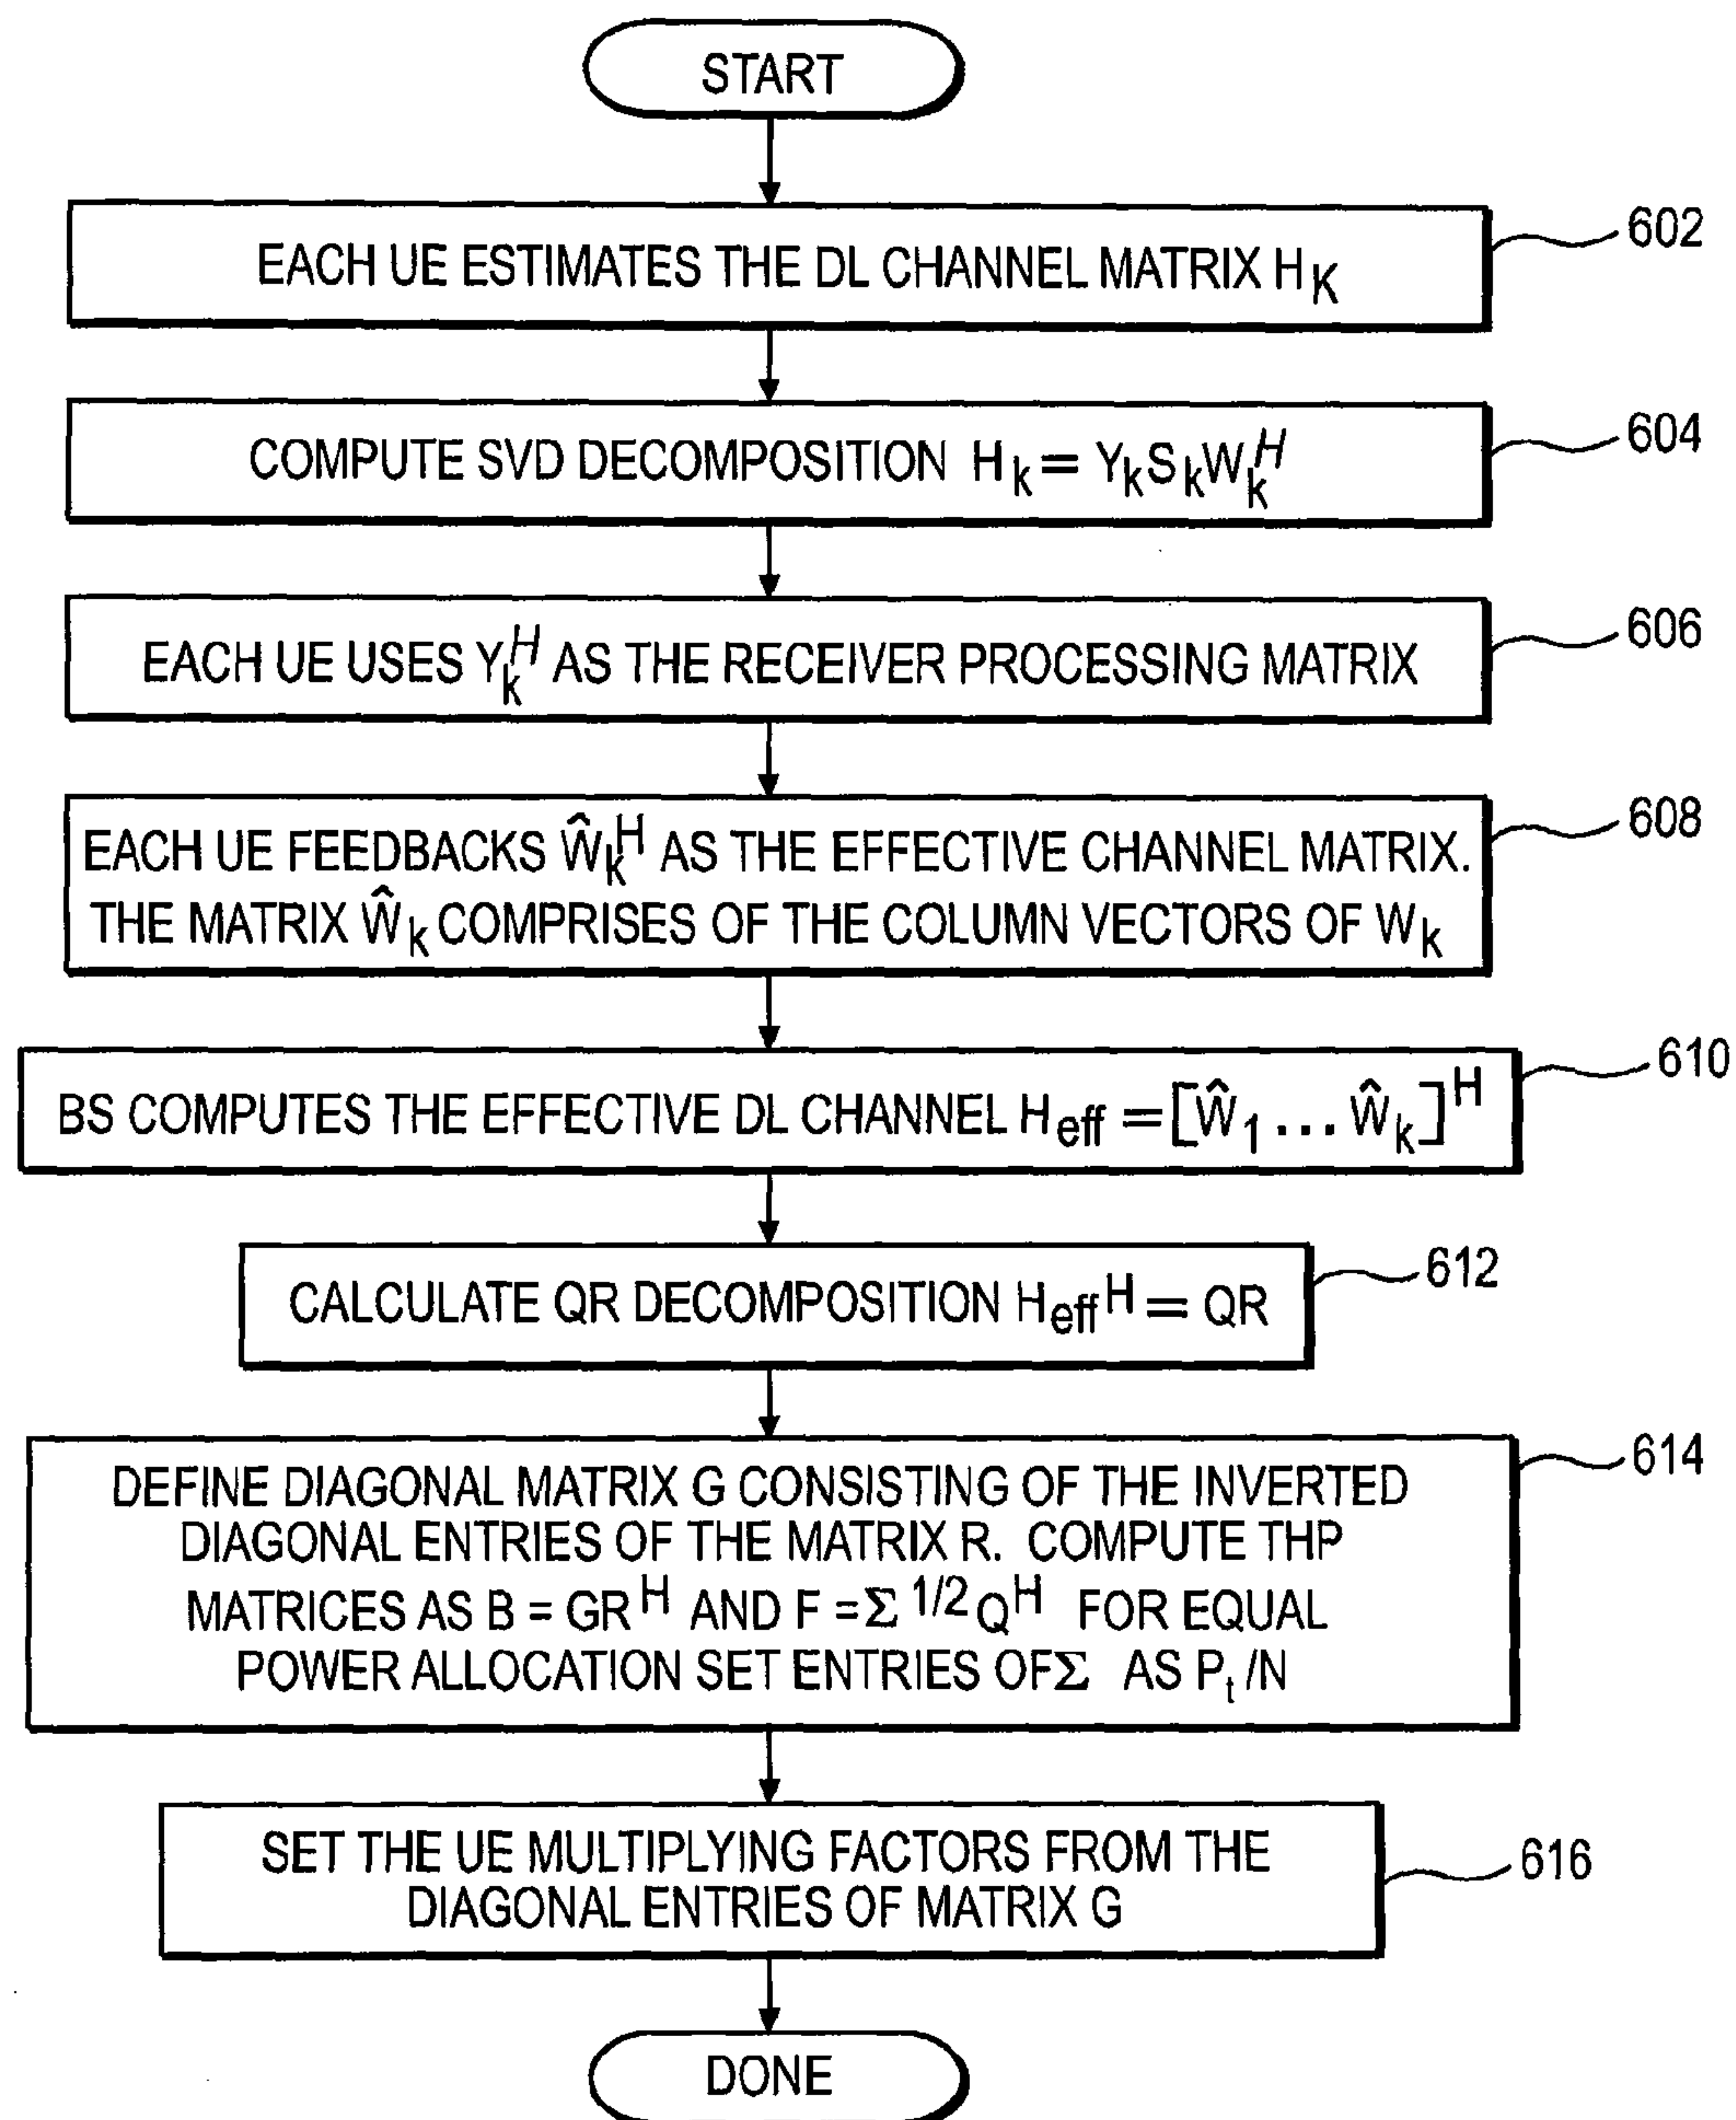 START
EACH UE ESTIMATES THE DL CHANNEL MATRIX H_K
602
COMPUTE SVD DECOMPOSITION H_k = Y_k S_k W_k^H
604
EACH UE USES Y_k^H AS THE RECEIVER PROCESSING MATRIX
606
EACH UE FEEDBACKS Ŵ_k^H AS THE EFFECTIVE CHANNEL MATRIX.
THE MATRIX Ŵ_k COMPRISES OF THE COLUMN VECTORS OF W_k
608
BS COMPUTES THE EFFECTIVE DL CHANNEL H_eff = [Ŵ_1 ... Ŵ_k]^H
610
CALCULATE QR DECOMPOSITION H_eff^H = QR
612
DEFINE DIAGONAL MATRIX G CONSISTING OF THE INVERTED
DIAGONAL ENTRIES OF THE MATRIX R. COMPUTE THP
MATRICES AS B = GR^H AND F = Σ^1/2 Q^H FOR EQUAL
POWER ALLOCATION SET ENTRIES OF Σ AS P_t /N
614
SET THE UE MULTIPLYING FACTORS FROM THE
DIAGONAL ENTRIES OF MATRIX G
616
DONE